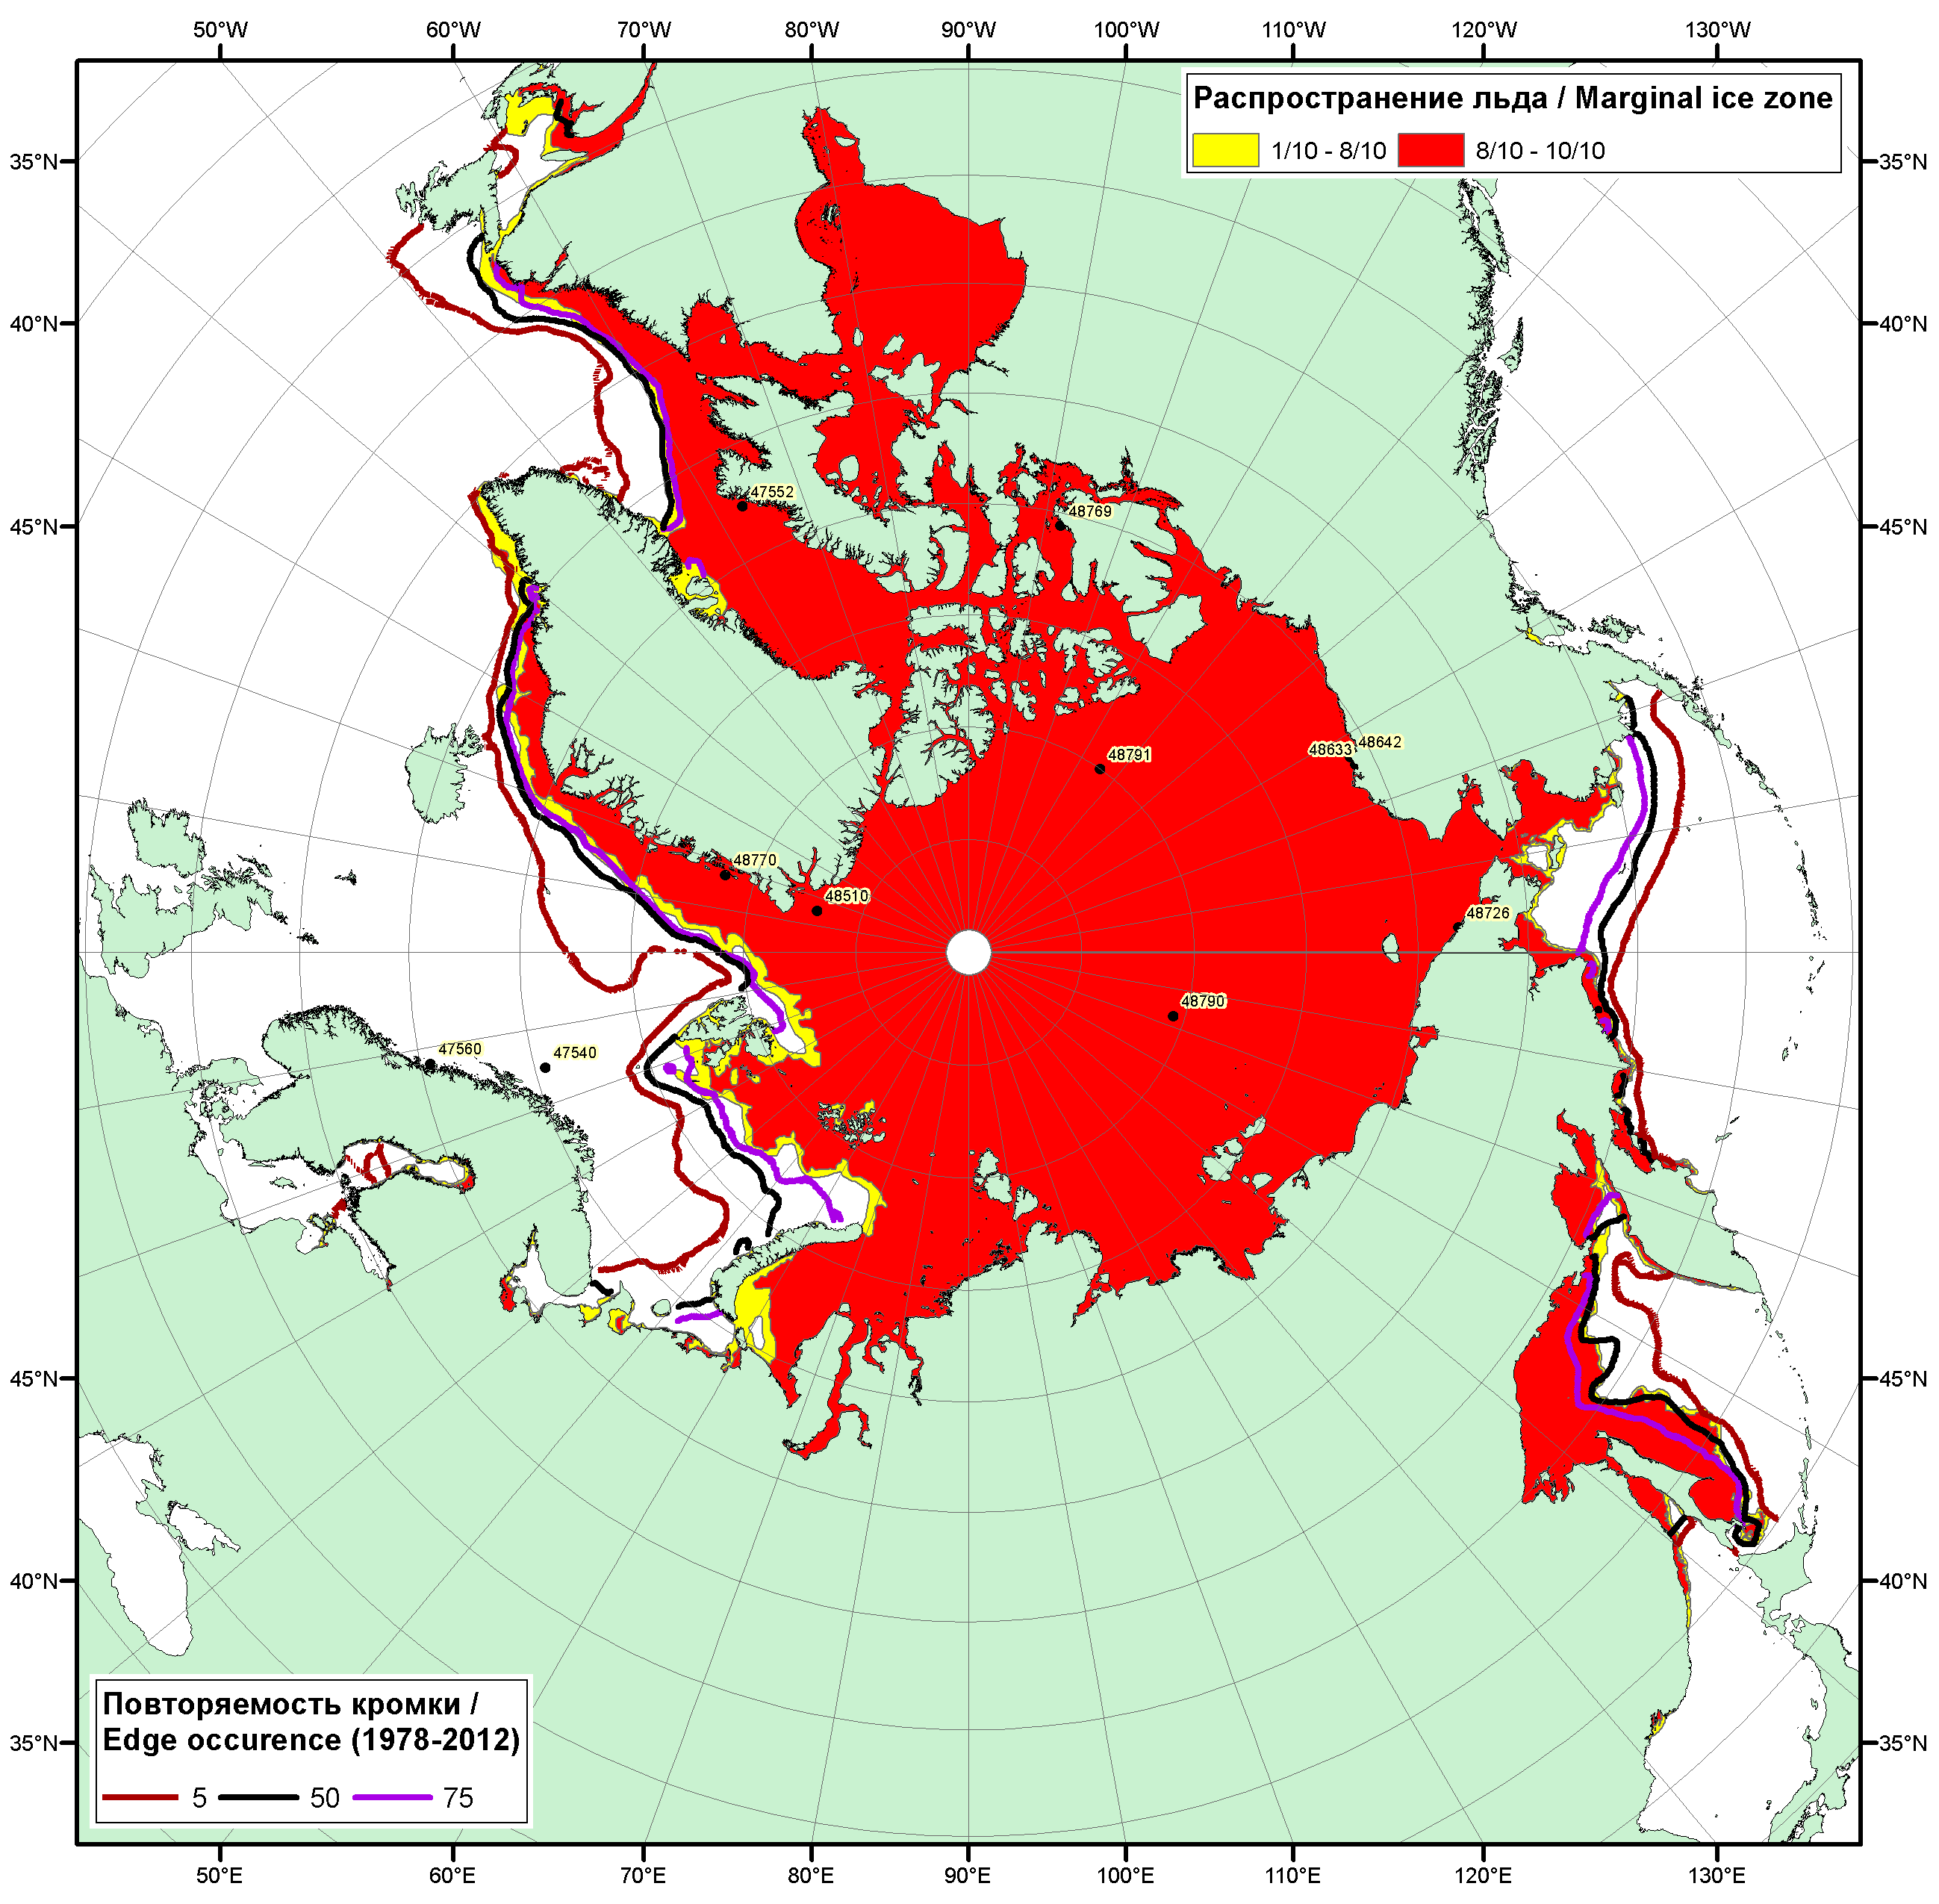 50°W 60°W 70°W 80°W 90°W 100°W 110°W 120°W 130°W
Распространение льда / Marginal ice zone
1/10 - 8/10 8/10 - 10/10
35°N 35°N
40°N 40°N
47552
48769
45°N 45°N
48642
48633
48791
48770
48510
48726
48790
47560 47540
45°N 45°N
40°N 40°N
Повторяемость кромки /
Edge occurence (1978-2012)
35°N 35°N
5 50 75
50°E 60°E 70°E 80°E 90°E 100°E 110°E 120°E 130°E